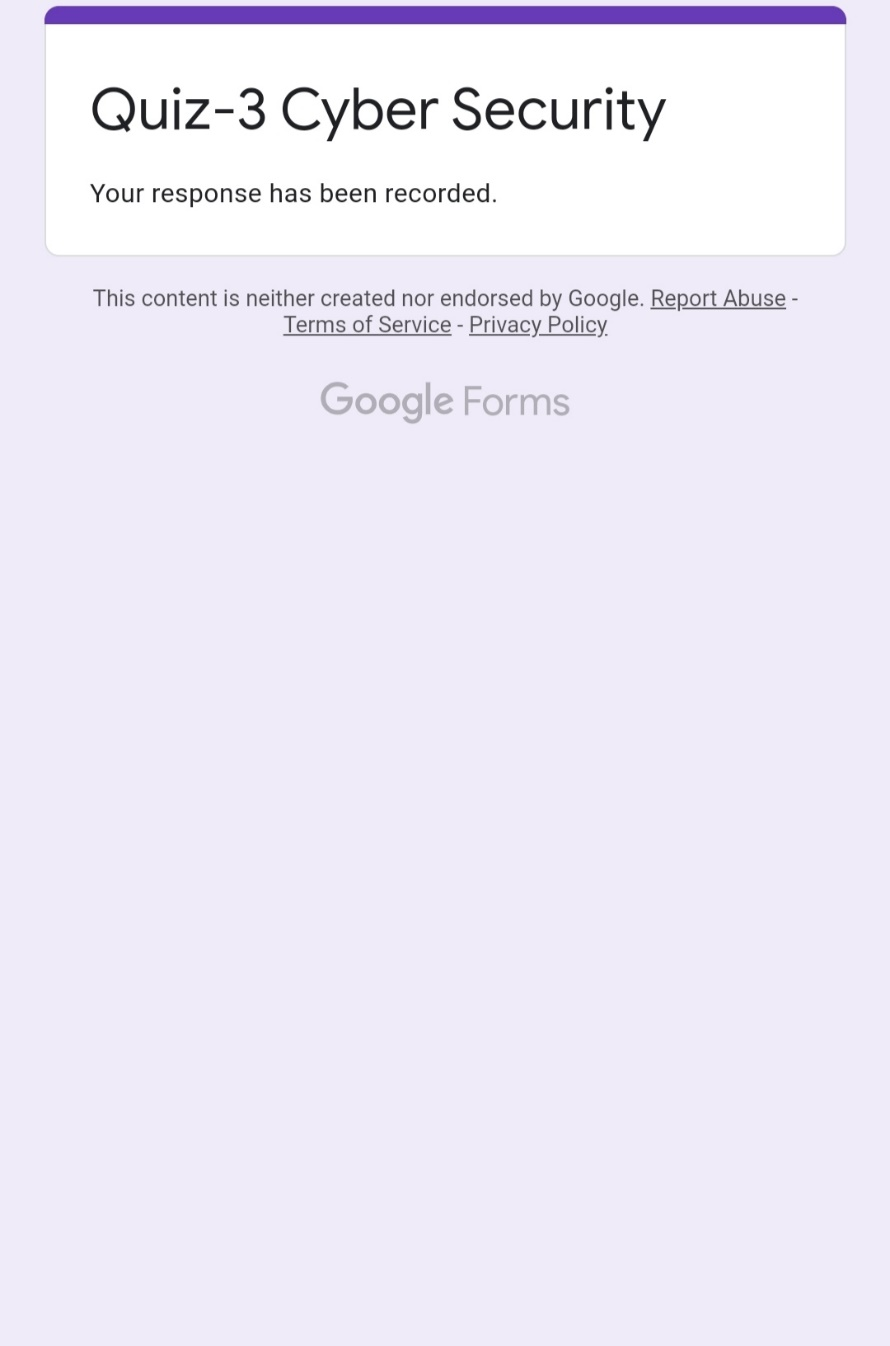 Quiz-3 Cyber Security
Your response has been recorded.
This content is neither created nor endorsed by Google. Report Abuse -
Terms of Service - Privacy Policy
Google Forms